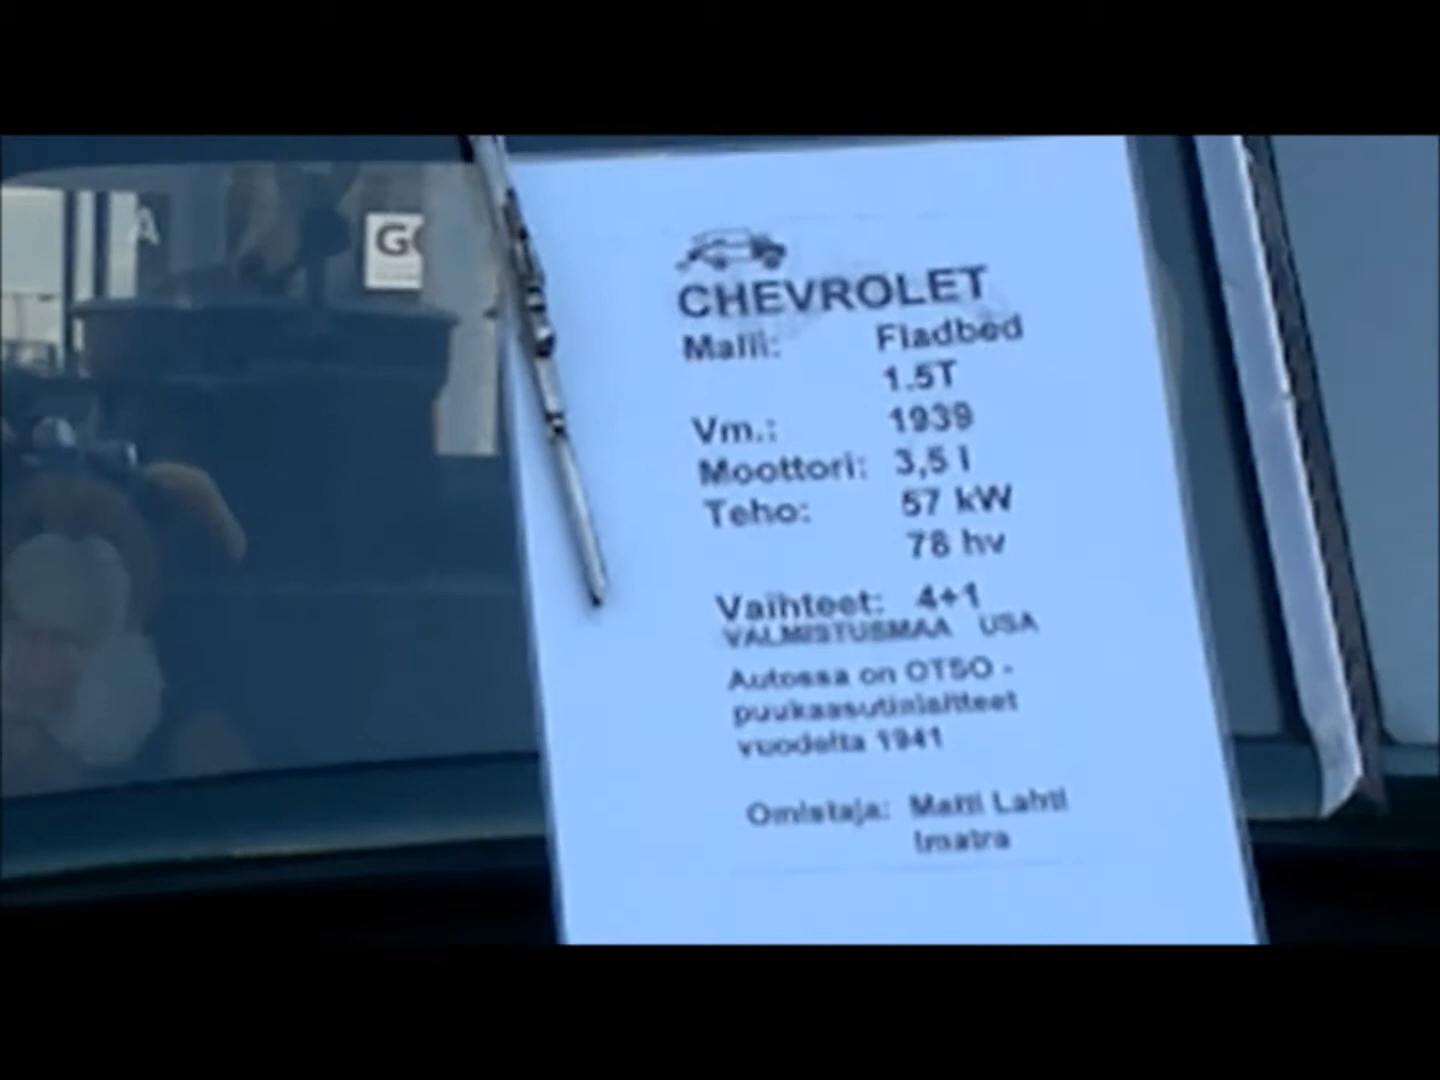 A
G
CHEVROLET
Malli: Fladbed
1.5T
Vm.: 1939
Moottori: 3,5 l
Teho: 57 kW
78 hv
Vaihteet: 4+1
VALMISTUSMAA USA
Autossa on OTSO -
puukaasutinlaitteet
vuodelta 1941
Omistaja: Matti Lahti
Imatra